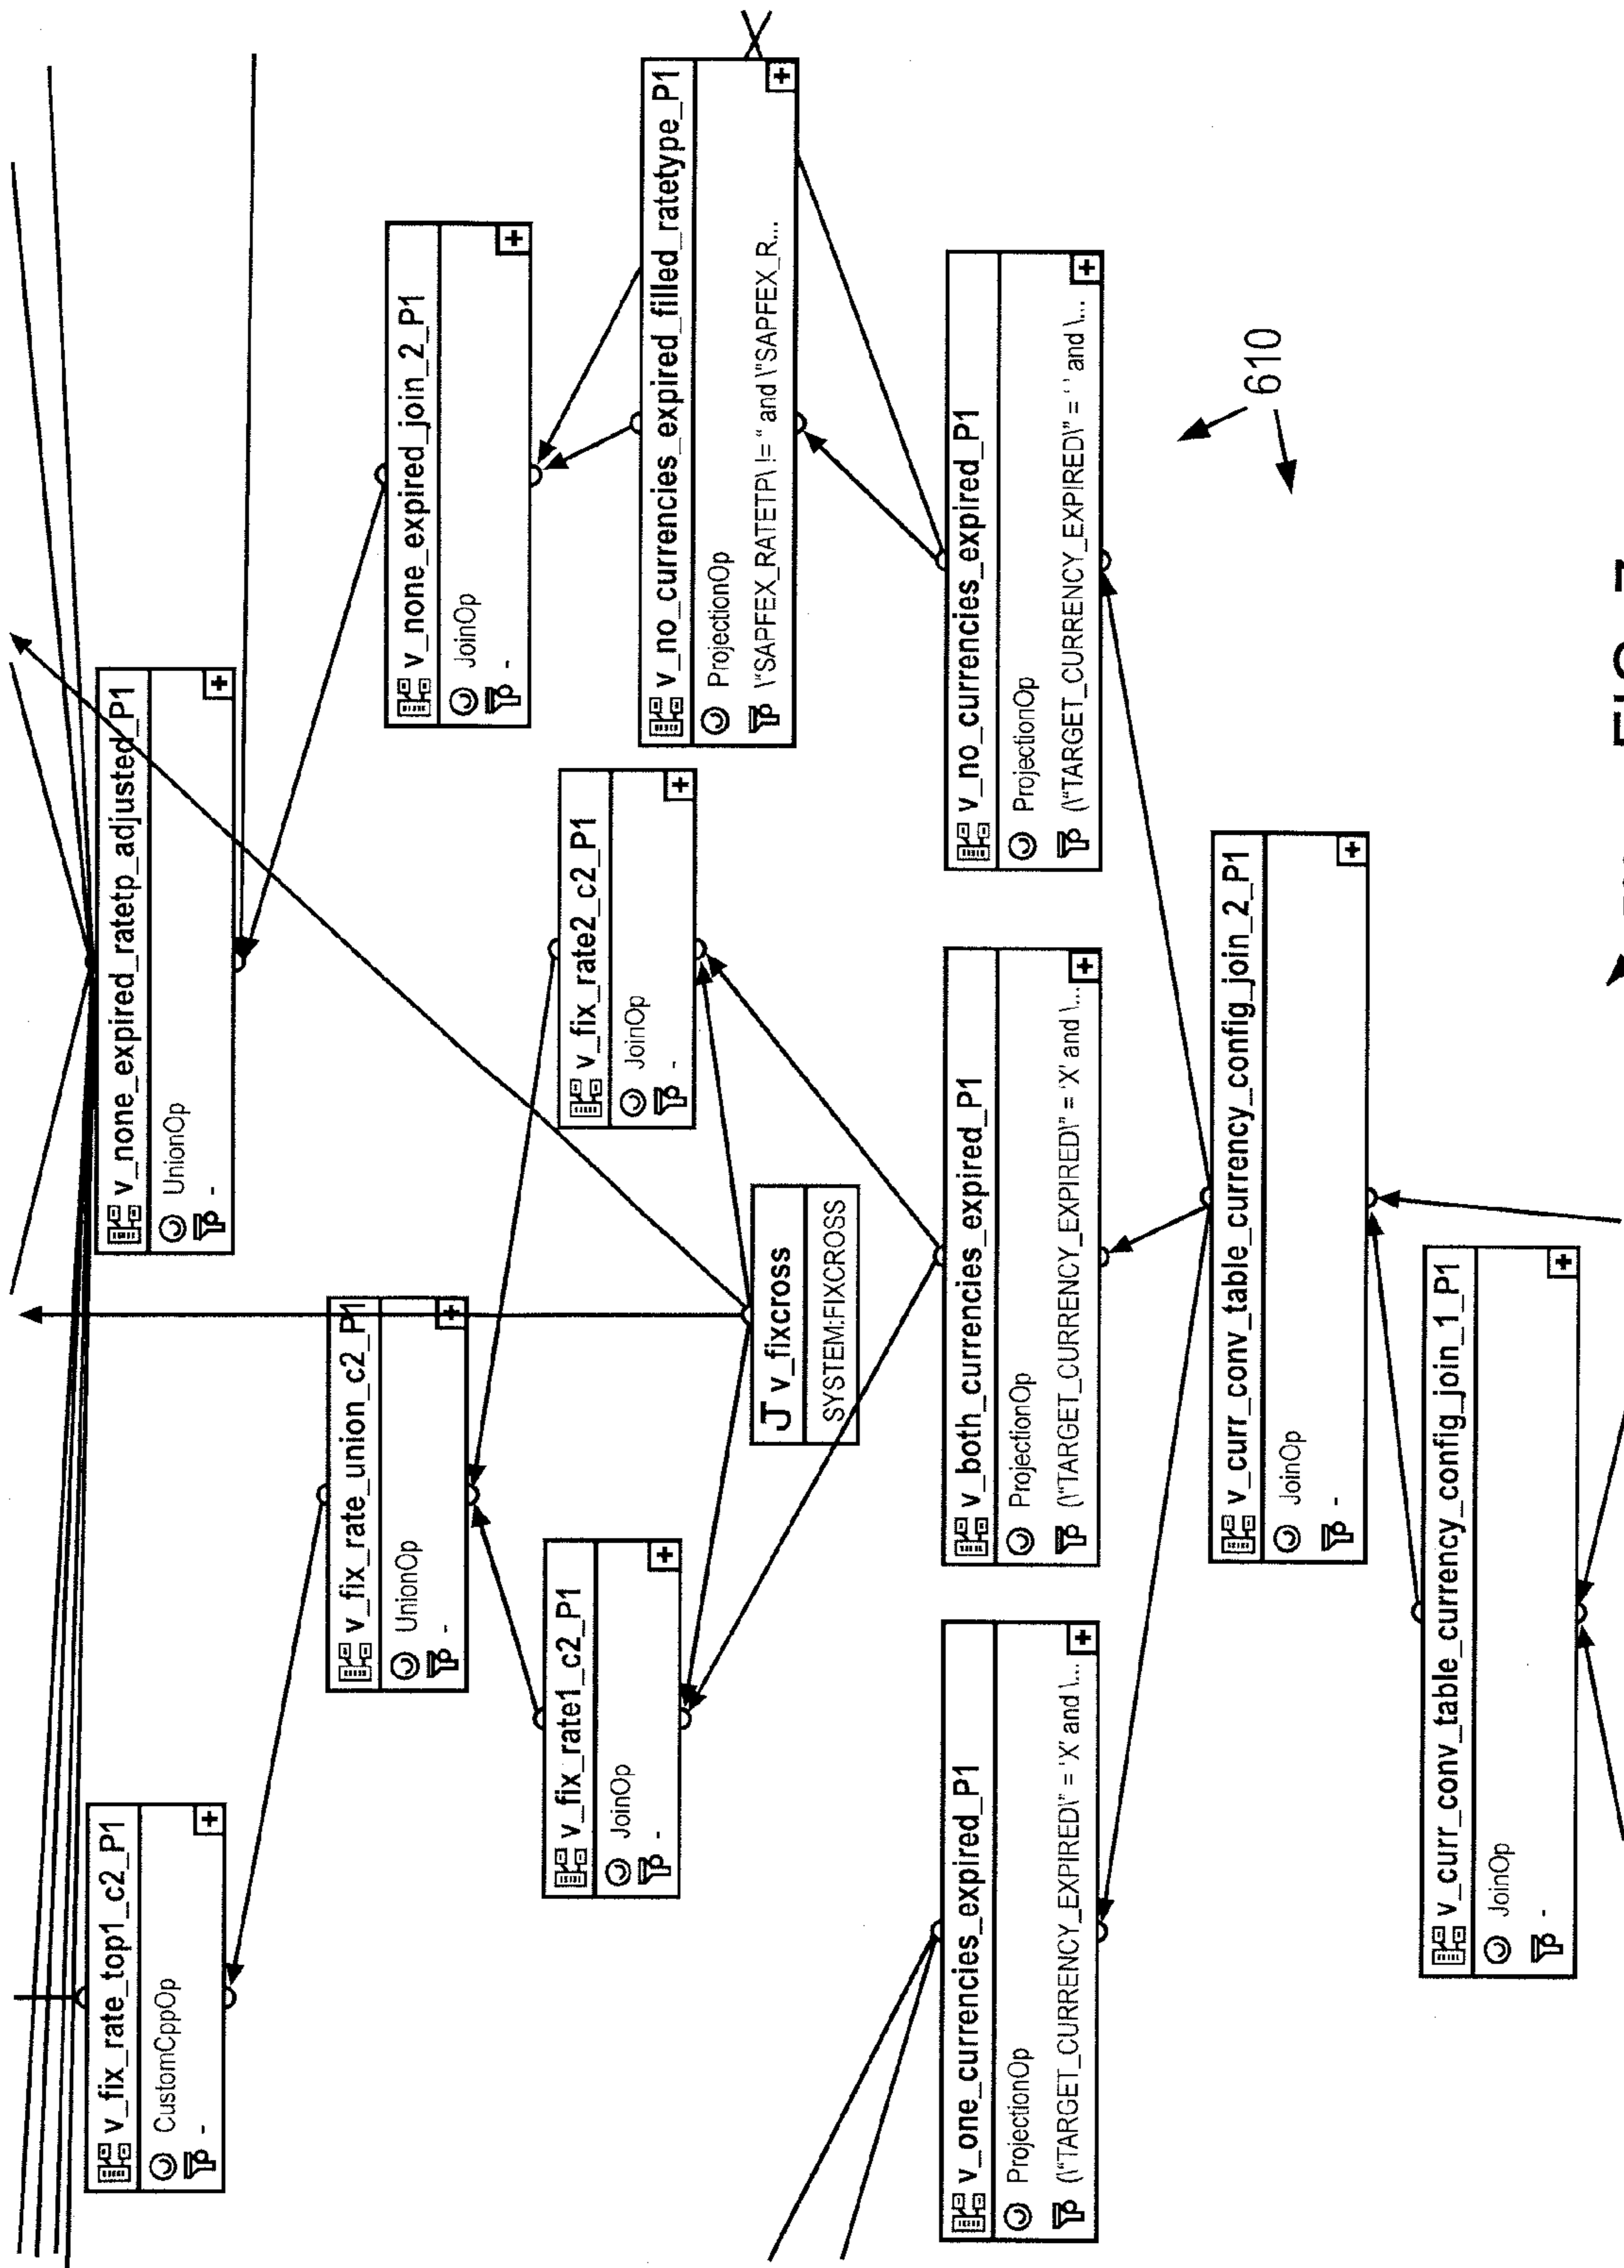 v_fix_rate_top1_c2_P1
CustomCppOp
-
v_none_expired_ratetp_adjusted_P1
UnionOp
-
v_fix_rate_union_c2_P1
UnionOp
-
v_none_expired_join_2_P1
JoinOp
-
v_fix_rate1_c2_P1
JoinOp
-
v_fix_rate2_c2_P1
JoinOp
-
v_no_currencies_expired_filled_ratetype_P1
ProjectionOp
\"SAPFEX_RATETP\ != " and \"SAPFEX_R...
J v_fixcross
SYSTEM:FIXCROSS
v_one_currencies_expired_P1
ProjectionOp
(\"TARGET_CURRENCY_EXPIRED\" = 'X' and \...
v_both_currencies_expired_P1
ProjectionOp
(\"TARGET_CURRENCY_EXPIRED\" = 'X' and \...
v_no_currencies_expired_P1
ProjectionOp
(\"TARGET_CURRENCY_EXPIRED\" = ' ' and \...
610
v_curr_conv_table_currency_config_join_2_P1
JoinOp
-
v_curr_conv_table_currency_config_join_1_P1
JoinOp
-